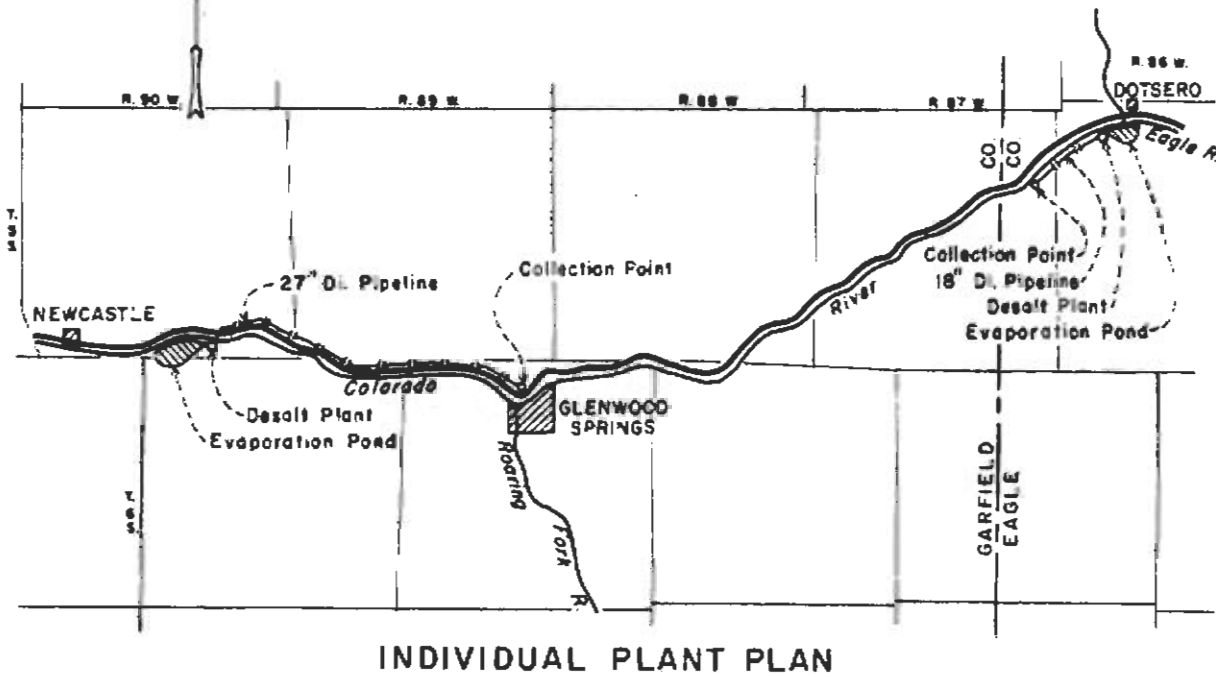 R. 90 W.
R. 89 W.
R. 88 W
R. 87 W.
R. 86 W.
DOTSERO
Eagle R.
CO
CO
T.
5
S.
Collection Point
18" Di. Pipeline
Desalt Plant
Evaporation Pond
Collection Point
27" Di. Pipeline
NEWCASTLE
River
Colorado
Desalt Plant
Evaporation Pond
GLENWOOD
SPRINGS
Roaring
Fork
R.
T.
6
S.
GARFIELD
EAGLE
INDIVIDUAL PLANT PLAN